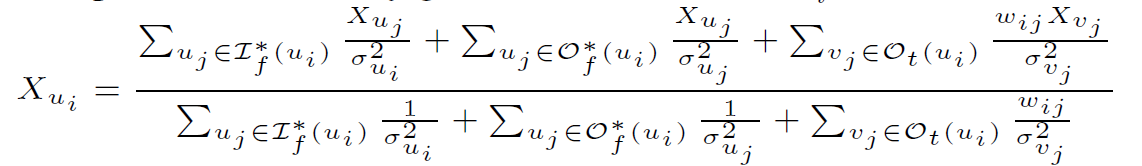 X_{u_i} = \frac{\sum_{u_j \in \mathcal{I}_f^*(u_i)} \frac{X_{u_j}}{\sigma_{u_i}^2} + \sum_{u_j \in \mathcal{O}_f^*(u_i)} \frac{X_{u_j}}{\sigma_{u_j}^2} + \sum_{v_j \in \mathcal{O}_t(u_i)} \frac{w_{ij} X_{v_j}}{\sigma_{v_j}^2}}{\sum_{u_j \in \mathcal{I}_f^*(u_i)} \frac{1}{\sigma_{u_i}^2} + \sum_{u_j \in \mathcal{O}_f^*(u_i)} \frac{1}{\sigma_{u_j}^2} + \sum_{v_j \in \mathcal{O}_t(u_i)} \frac{w_{ij}}{\sigma_{v_j}^2}}